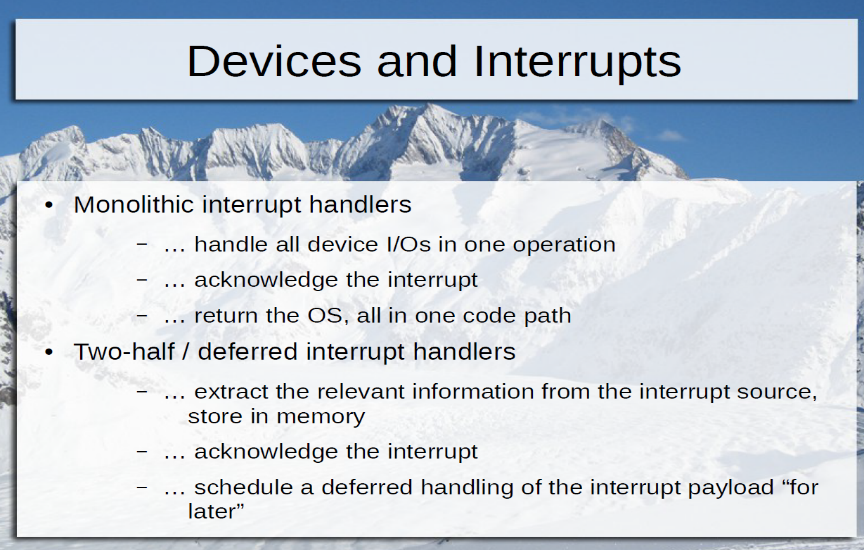 Devices and Interrupts
• Monolithic interrupt handlers
– … handle all device I/Os in one operation
– … acknowledge the interrupt
– … return the OS, all in one code path
• Two-half / deferred interrupt handlers
– … extract the relevant information from the interrupt source,
store in memory
– … acknowledge the interrupt
– … schedule a deferred handling of the interrupt payload “for
later”